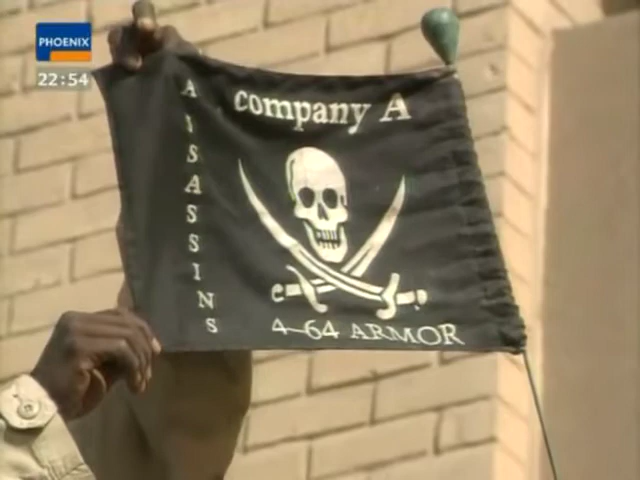 PHOENIX
22:54
company A
ASSASSINS
4-64 ARMOR